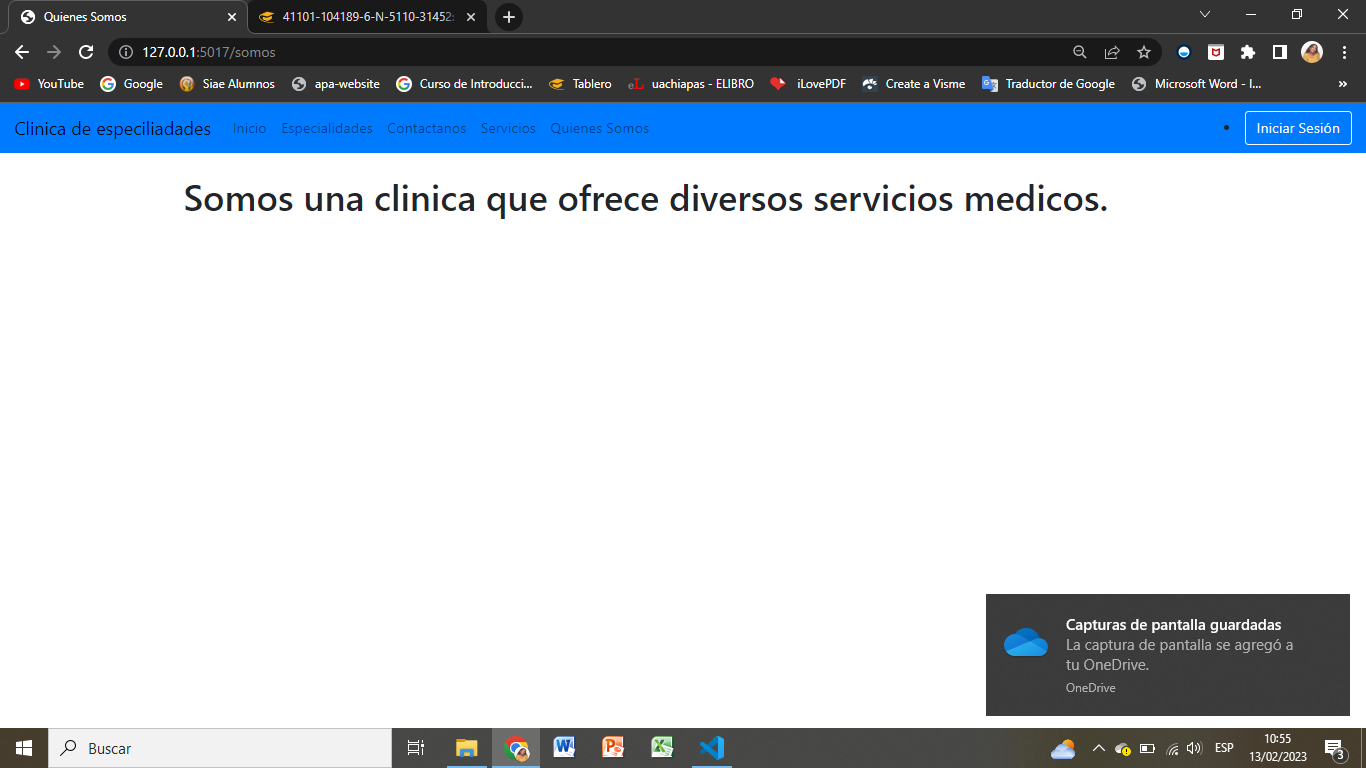 Quienes Somos
41101-104189-6-N-5110-31452
127.0.0.1:5017/somos
YouTube
Google
Siae Alumnos
apa-website
Curso de Introducci...
Tablero
eL uachiapas - ELIBRO
iLovePDF
Create a Visme
Traductor de Google
Microsoft Word - I...
»
Clinica de especiliadades
Inicio
Especialidades
Contactanos
Servicios
Quienes Somos
Iniciar Sesión
Somos una clinica que ofrece diversos servicios medicos.
Capturas de pantalla guardadas
La captura de pantalla se agregó a
tu OneDrive.
OneDrive
Buscar
ESP
10:55
13/02/2023
3